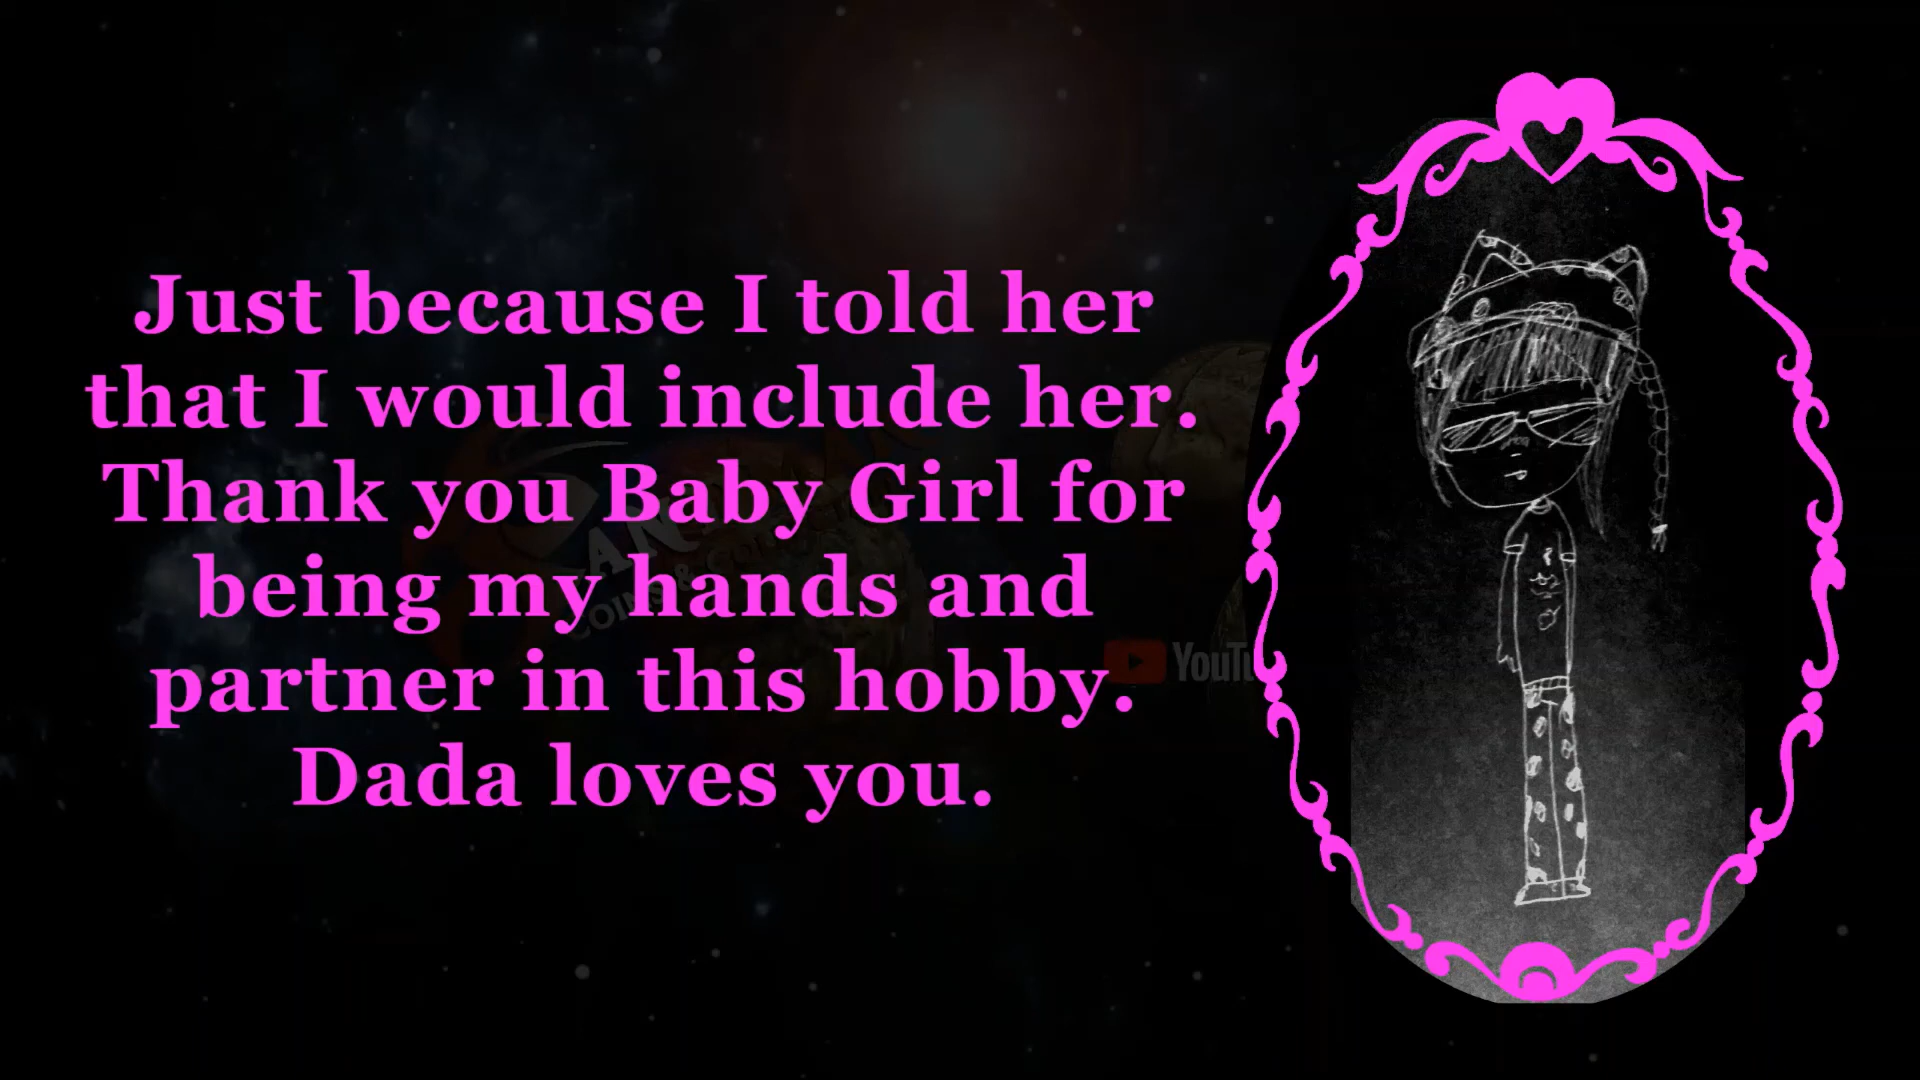 Just because I told her
that I would include her.
Thank you Baby Girl for
being my hands and
partner in this hobby.
Dada loves you.
COINS &